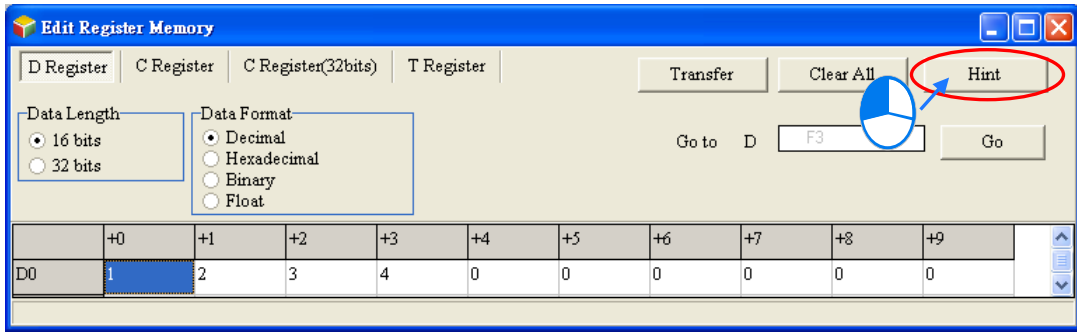 Edit Register Memory
D Register C Register C Register(32bits) T Register Transfer Clear All Hint
Data Length Data Format
16 bits Decimal Go to D F3 Go
32 bits Hexadecimal
Binary
Float
+0 +1 +2 +3 +4 +5 +6 +7 +8 +9
D0 1 2 3 4 0 0 0 0 0 0